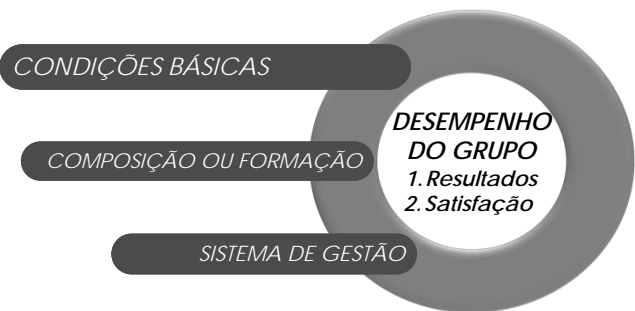 CONDIÇÕES BÁSICAS
COMPOSIÇÃO OU FORMAÇÃO
SISTEMA DE GESTÃO
DESEMPENHO
DO GRUPO
1. Resultados
2. Satisfação